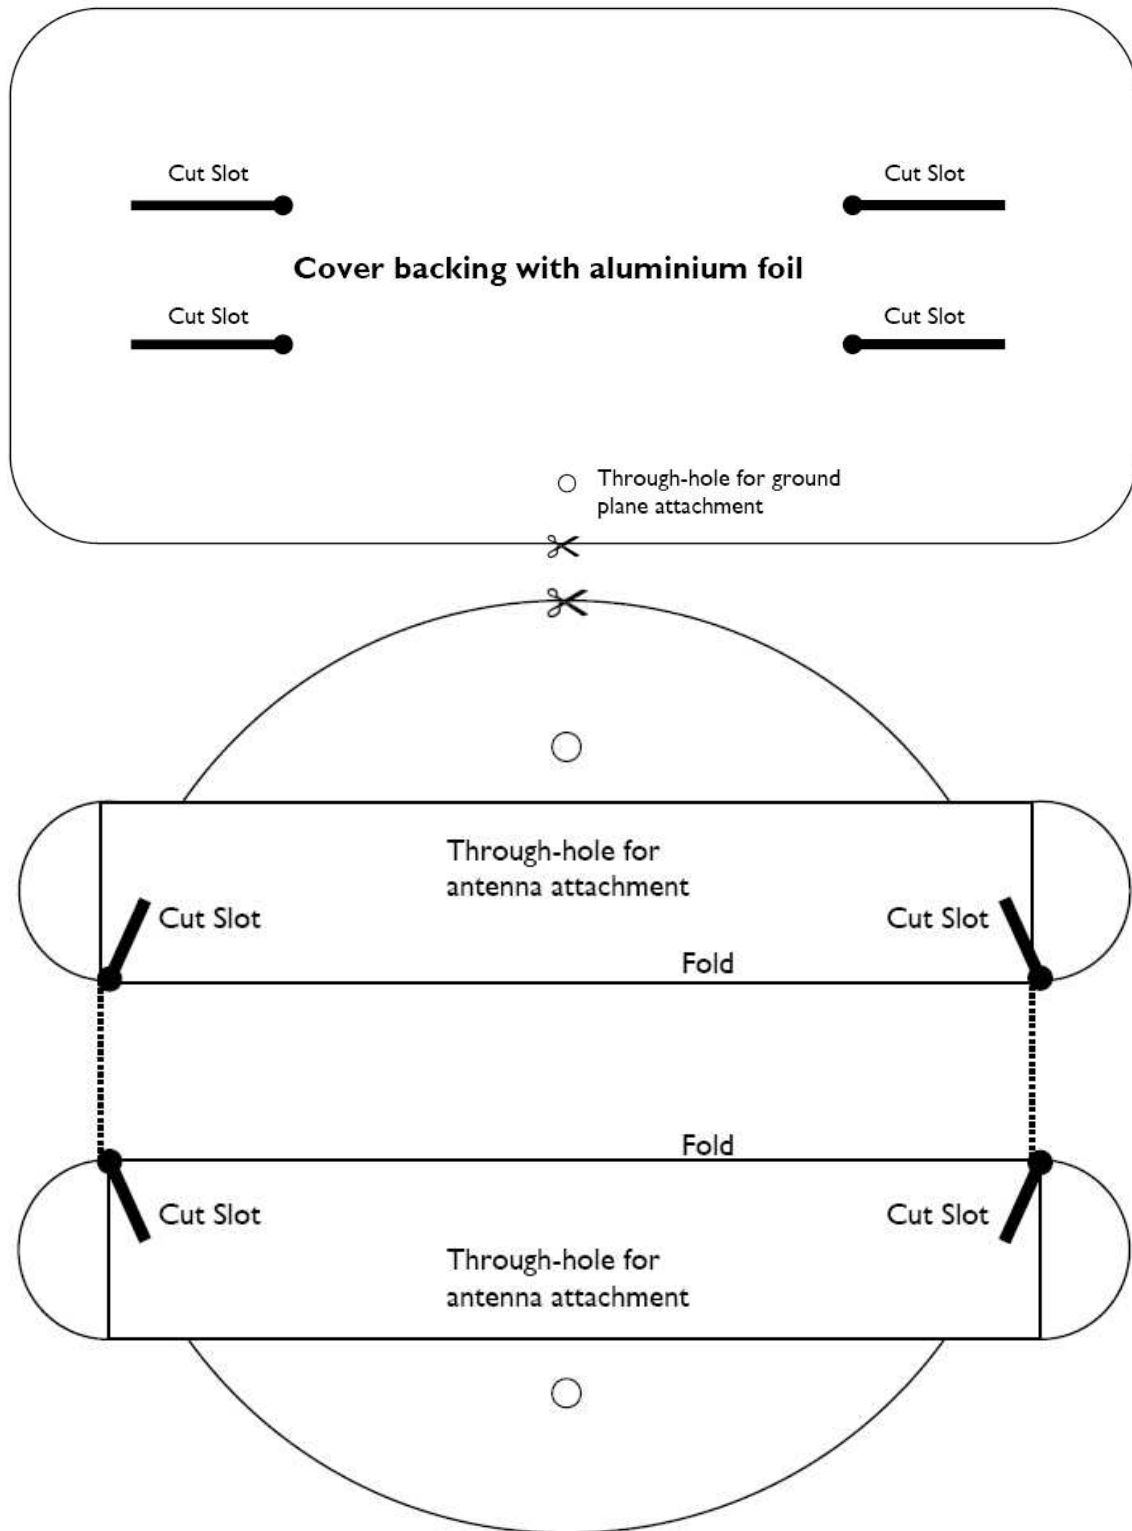 Cut Slot
Cut Slot
Cover backing with aluminium foil
Cut Slot
Cut Slot
Through-hole for ground
plane attachment
Through-hole for
antenna attachment
Cut Slot
Cut Slot
Fold
Fold
Cut Slot
Cut Slot
Through-hole for
antenna attachment